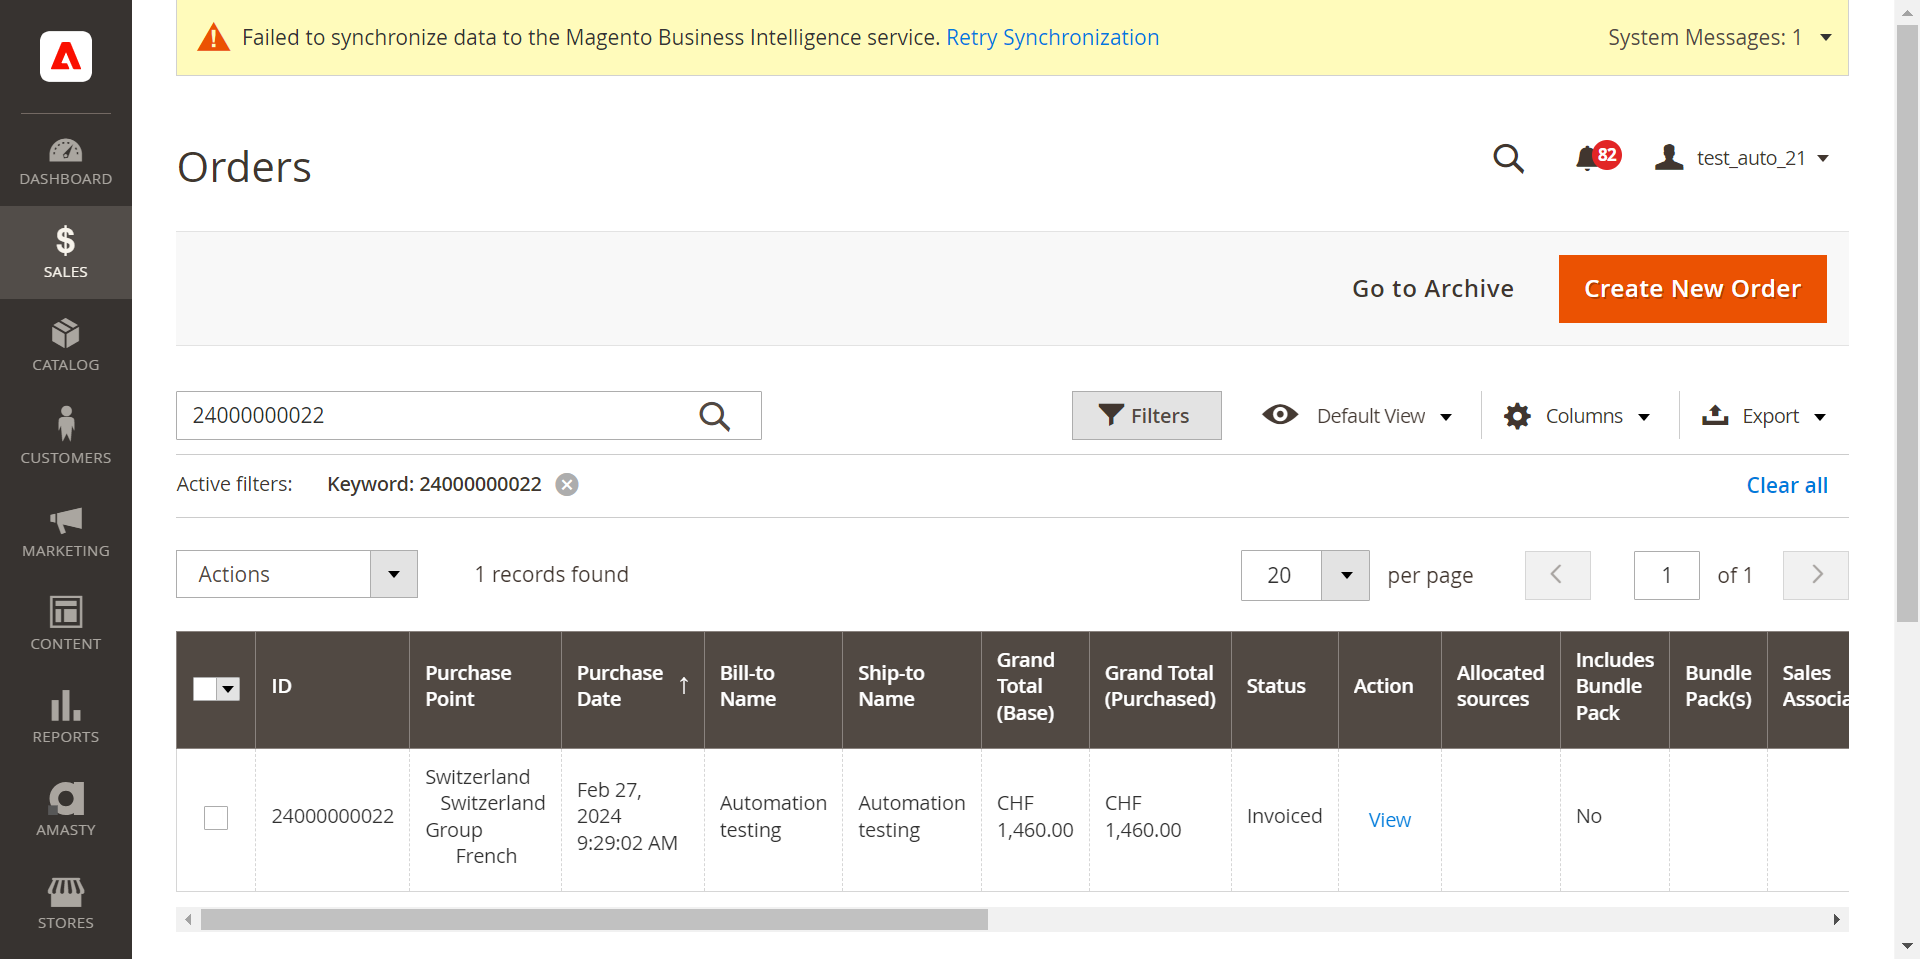 Failed to synchronize data to the Magento Business Intelligence service. Retry Synchronization
System Messages: 1
Orders
82
test_auto_21
DASHBOARD
SALES
CATALOG
CUSTOMERS
MARKETING
CONTENT
REPORTS
AMASTY
STORES
Go to Archive
Create New Order
24000000022
Filters
Default View
Columns
Export
Active filters:
Keyword: 24000000022
Clear all
Actions
1 records found
20
per page
1
of 1
ID
Purchase
Point
Purchase
Date ↑
Bill-to
Name
Ship-to
Name
Grand
Total
(Base)
Grand Total
(Purchased)
Status
Action
Allocated
sources
Includes
Bundle
Pack
Bundle
Pack(s)
Sales
Associa
24000000022
Switzerland
Switzerland
Group
French
Feb 27,
2024
9:29:02 AM
Automation
testing
Automation
testing
CHF
1,460.00
CHF
1,460.00
Invoiced
View
No